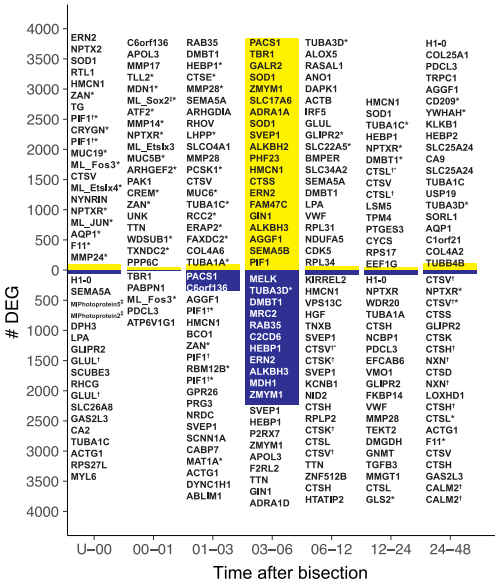 ERN2
NPTX2
SOD1
RTL1
HMCN1
ZAN*
TG
PIF1†*
CRYGN*
PIF1†*
MUC19*
ML_Fos3*
CTSV
ML_EtsIx4*
NYNRIN
NPTXR*
ML_JUN*
AQP1*
F11*
MMP24*
H1-0
SEMA5A
MlPhotoprotein5‡
MlPhotoprotein2‡
DPH3
LPA
GLIPR2
GLUL†
SCUBE3
RHCG
GLUL†
SLC26A8
GAS2L3
CA2
TUBA1C
ACTG1
RPS27L
MYL6
C6orf136
APOL3
MMP17
TLL2*
MDN1*
ML_Sox2‡*
ATF2*
MMP14*
NPTXR*
ML_EtsIx3
MUC5B*
ARHGEF2*
PAK1
CREM*
ZAN*
UNK
TTN
WDSUB1*
TXNDC2*
PPP6C
TBR1
PABPN1
ML_Fos3*
PDCL3
ATP6V1G1
RAB35
DMBT1
HEBP1*
CTSE*
MMP28*
SEMA5A
ARHGDIA
RHOV
LHPP*
SLCO4A1
MMP28
PCSK1*
CTSV
MUC6*
TUBA1C*
RCC2*
ERAP2*
FAXDC2*
COL4A6
TUBA1A*
PACS1
C6orf136
AGGF1
PIF1†*
HMCN1
BCO1
ZAN*
PIF1†
RBM12B*
PIF1†*
GPR26
PRG3
NRDC
SVEP1
SCNN1A
CABP7
MAT1A*
ACTG1
DYNC1H1
ABLIM1
PACS1
TBR1
GALR2
SOD1
ZMYM1
SLC17A6
ADRA1A
SOD1
SVEP1
ALKBH2
PHF23
HMCN1
CTSS
ERN2
FAM47C
GIN1
ALKBH3
AGGF1
SEMA5B
PIF1
MELK
TUBA3D*
DMBT1
MRC2
RAB35
C2CD6
HEBP1
ERN2
ALKBH3
MDH1
ZMYM1
SVEP1
HEBP1
P2RX7
ZMYM1
APOL3
F2RL2
TTN
GIN1
ADRA1D
TUBA3D*
ALOX5
RASAL1
ANO1
DAPK1
ACTB
IRF5
GLUL
GLIPR2*
SLC22A5*
BMPER
SLC34A2
SEMA5A
DMBT1
LPA
VWF
RPL31
NDUFA5
CDK5
RPL34
KIRREL2
HMCN1
VPS13C
HGF
TNXB
SVEP1
CTSV†
CTSK†
SVEP1
KCNB1
NID2
CTSH
RPLP2
CTSK†
CTSL
CTSV†
TTN
ZNF512B
CTSH
HTATIP2
HMCN1
SOD1
TUBA1C*
HEBP1
NPTXR*
DMBT1*
CTSL†
CTSV
CTSL†
LSM5
TPM4
PTGES3
CYCS
RPS17
EEF1G
H1-0
NPTXR
WDR20
TUBA1A
CTSH
NCBP1
PDCL3
EFCAB6
VMO1
GLIPR2
FKBP14
VWF
MMP28
TEKT2
DMGDH
GNMT
TGFB3
MMGT1
CTSL
GLS2*
H1-0
COL25A1
PDCL3
TRPC1
AGGF1
CD209*
YWHAH*
KLKB1
HEBP2
SLC25A24
CA9
SLC25A24
TUBA1C
USP19
TUBA3D*
SORL1
AQP1
C1orf21
COL4A2
TUBB4B
CTSV†
NPTXR*
CTSV†*
CTSS
GLIPR2
CTSK
CTSH†
NXN†
CTSD
NXN†
LOXHD1
CTSH†
CTSL*
ACTG1
F11*
CTSV
CTSH†
GAS2L3
CALM2†
CALM2†
# DEG
4000
3500
3000
2500
2000
1500
1000
500
0
500
1000
1500
2000
2500
3000
3500
4000
U−00 00−01 01−03 03−06 06−12 12−24 24−48
Time after bisection